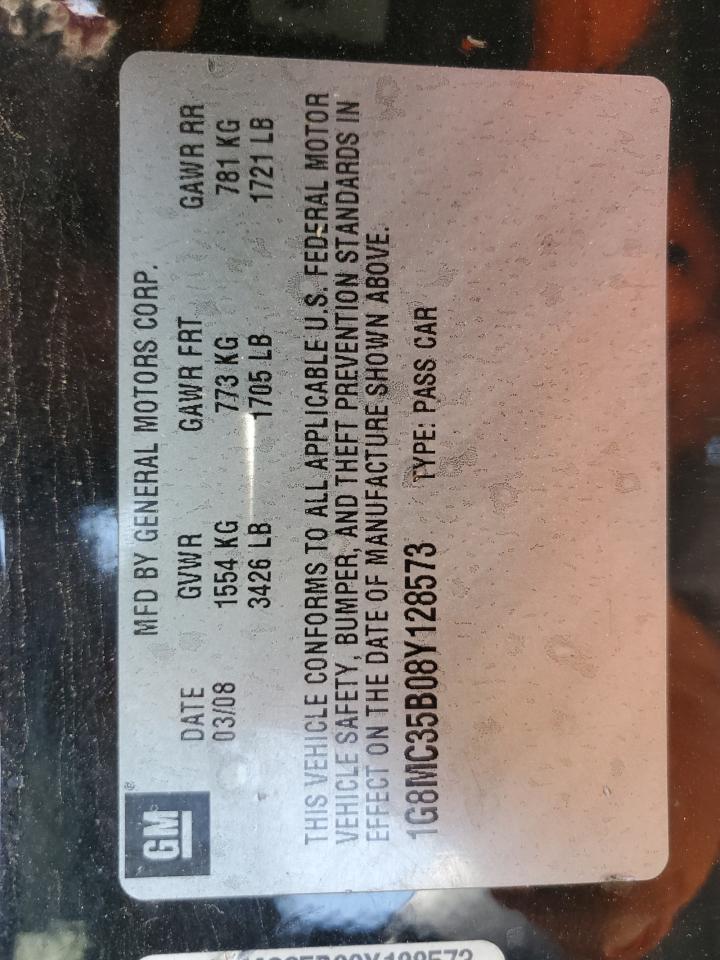 GM
MFD BY GENERAL MOTORS CORP.
DATE GVWR GAWR FRT GAWR RR
03/08 1554 KG 773 KG 781 KG
3426 LB 1705 LB 1721 LB
THIS VEHICLE CONFORMS TO ALL APPLICABLE U.S. FEDERAL MOTOR
VEHICLE SAFETY, BUMPER, AND THEFT PREVENTION STANDARDS IN
EFFECT ON THE DATE OF MANUFACTURE SHOWN ABOVE.
1G8MC35B08Y128573 TYPE: PASS CAR